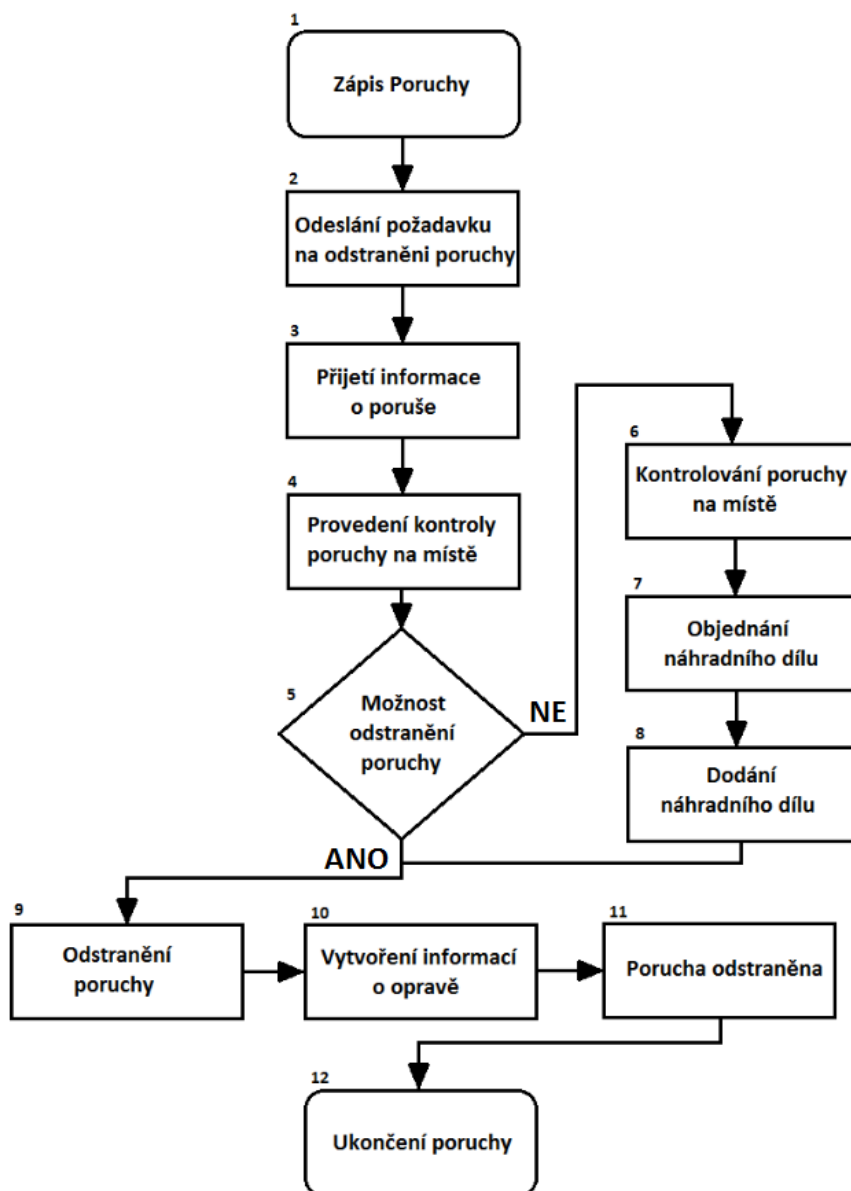 1
Zápis Poruchy
2
Odeslání požadavku
na odstraněni poruchy
3
Přijetí informace
o poruše
4
Provedení kontroly
poruchy na místě
5
Možnost
odstranění
poruchy
NE
6
Kontrolování poruchy
na místě
7
Objednání
náhradního dílu
8
Dodání
náhradního dílu
ANO
9
Odstranění
poruchy
10
Vytvoření informací
o opravě
11
Porucha odstraněna
12
Ukončení poruchy